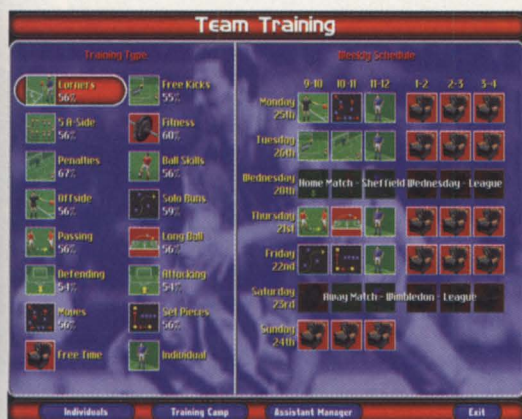 Team Training
Training Type
Corners
56%
Free Kicks
55%
5 A-Side
56%
Fitness
60%
Penalties
67%
Ball Skills
56%
Offside
56%
Solo Runs
59%
Passing
56%
Long Ball
56%
Defending
54%
Attacking
54%
Moves
56%
Set Pieces
56%
Free Time
Individual
Weekly Schedule
9-10 10-11 11-12 1-2 2-3 3-4
Monday
25th
Tuesday
26th
Wednesday
20th
Home Match - Sheffield Wednesday - League
Thursday
21st
Friday
22nd
Saturday
23rd
Away Match - Wimbledon - League
Sunday
24th
Individuals Training Camp Assistant Manager Exit